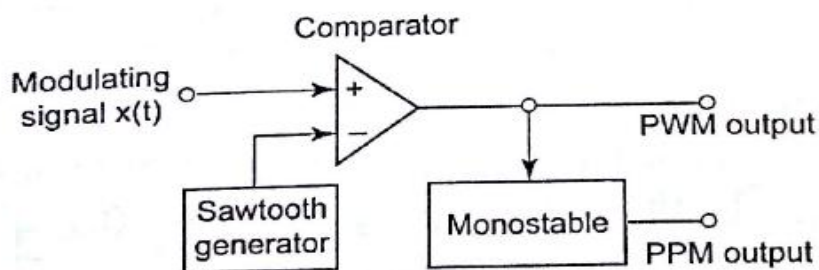 Comparator
Modulating
signal x(t)
+
−
PWM output
Sawtooth
generator
Monostable
PPM output